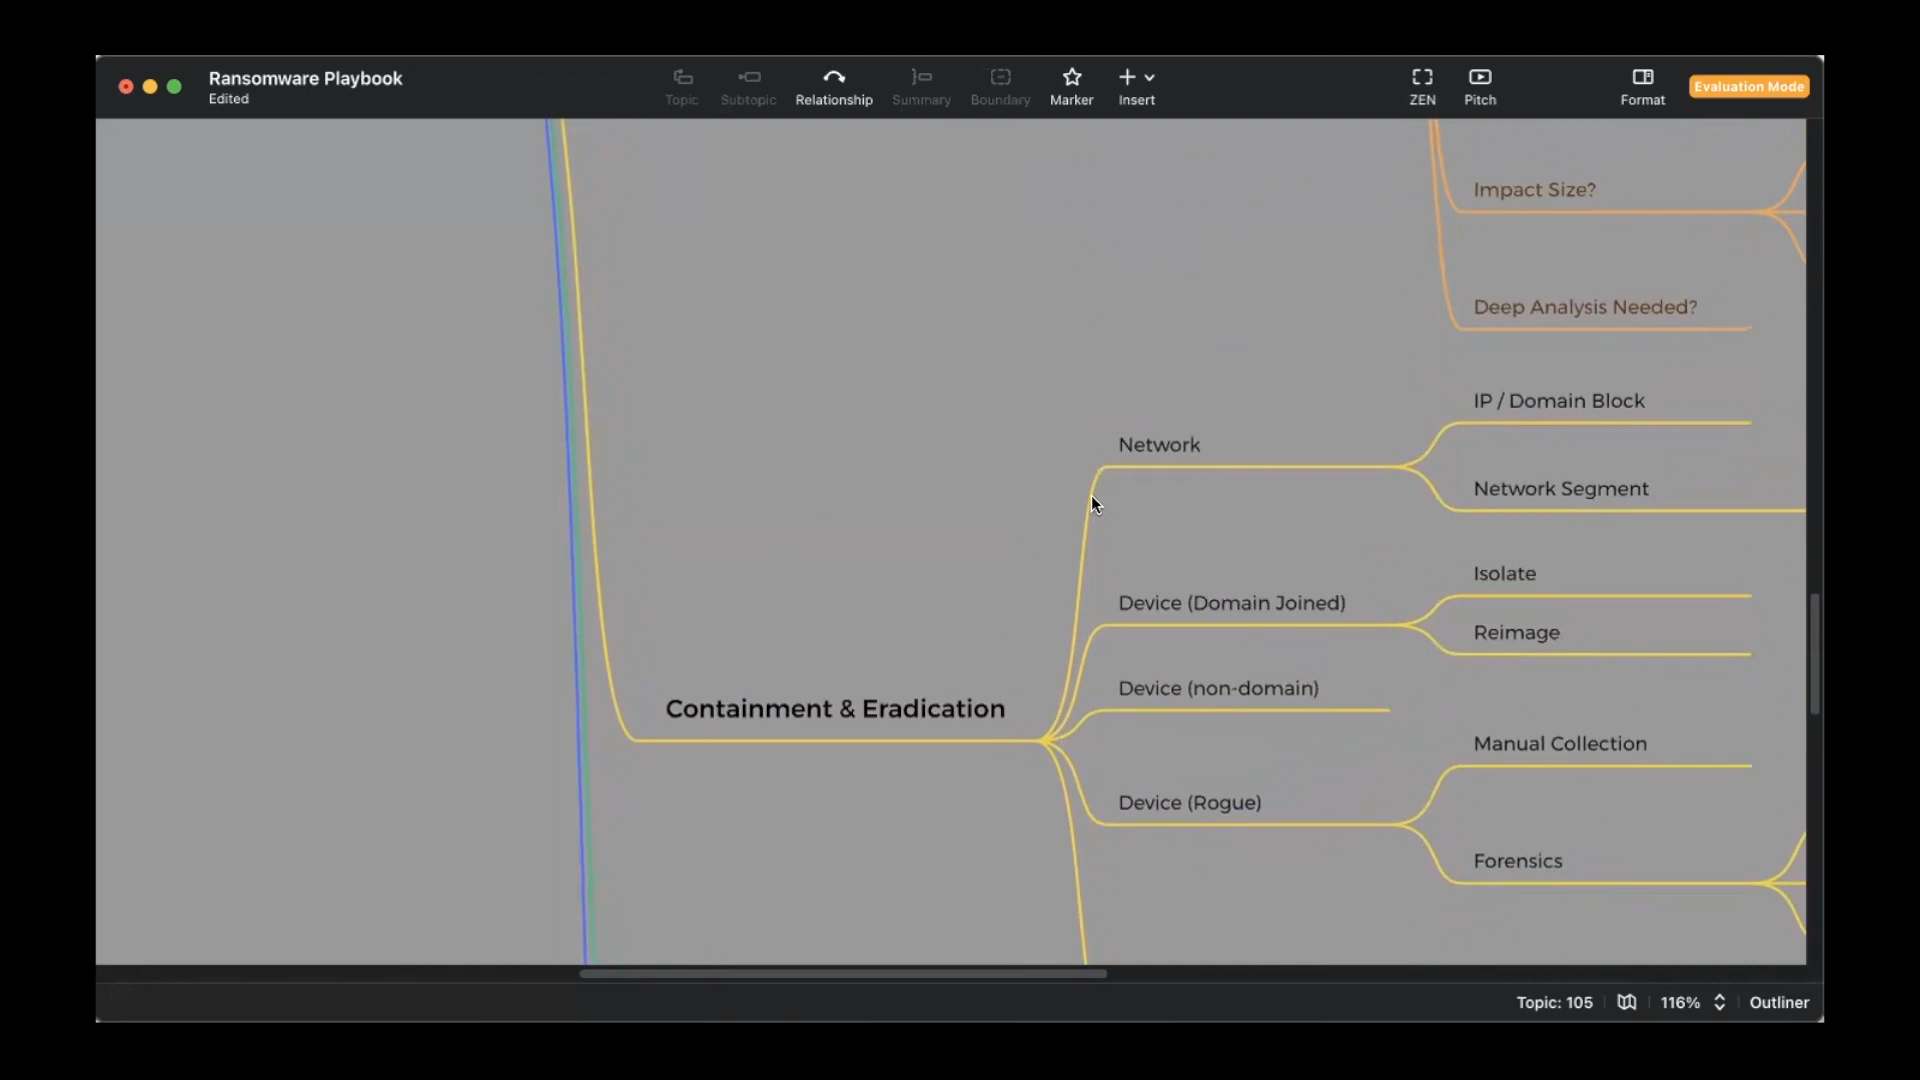 Ransomware Playbook
Edited
Topic
Subtopic
Relationship
Summary
Boundary
Marker
Insert
ZEN
Pitch
Format
Evaluation Mode
Impact Size?
Deep Analysis Needed?
IP / Domain Block
Network
Network Segment
Isolate
Device (Domain Joined)
Reimage
Device (non-domain)
Containment & Eradication
Manual Collection
Device (Rogue)
Forensics
Topic: 105
116%
Outliner